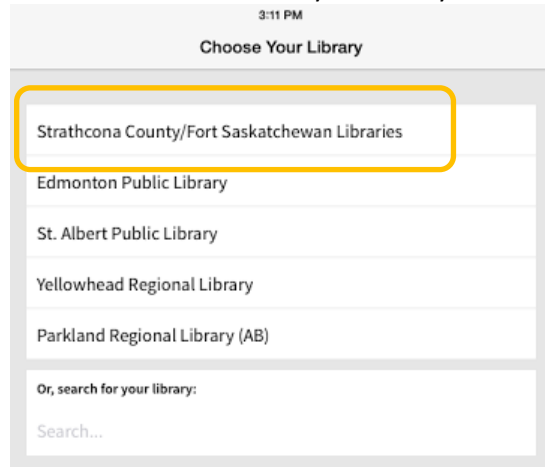 3:11 PM
Choose Your Library
Strathcona County/Fort Saskatchewan Libraries
Edmonton Public Library
St. Albert Public Library
Yellowhead Regional Library
Parkland Regional Library (AB)
Or, search for your library:
Search...